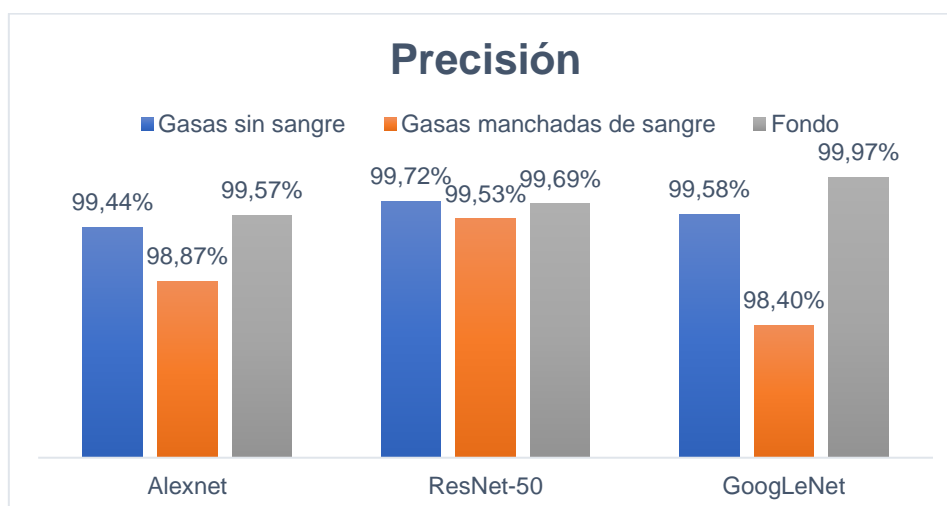 Precisión
Gasas sin sangre Gasas manchadas de sangre Fondo
99,44% 98,87% 99,57% 99,72% 99,53% 99,69% 99,58% 98,40% 99,97%
Alexnet ResNet-50 GoogLeNet